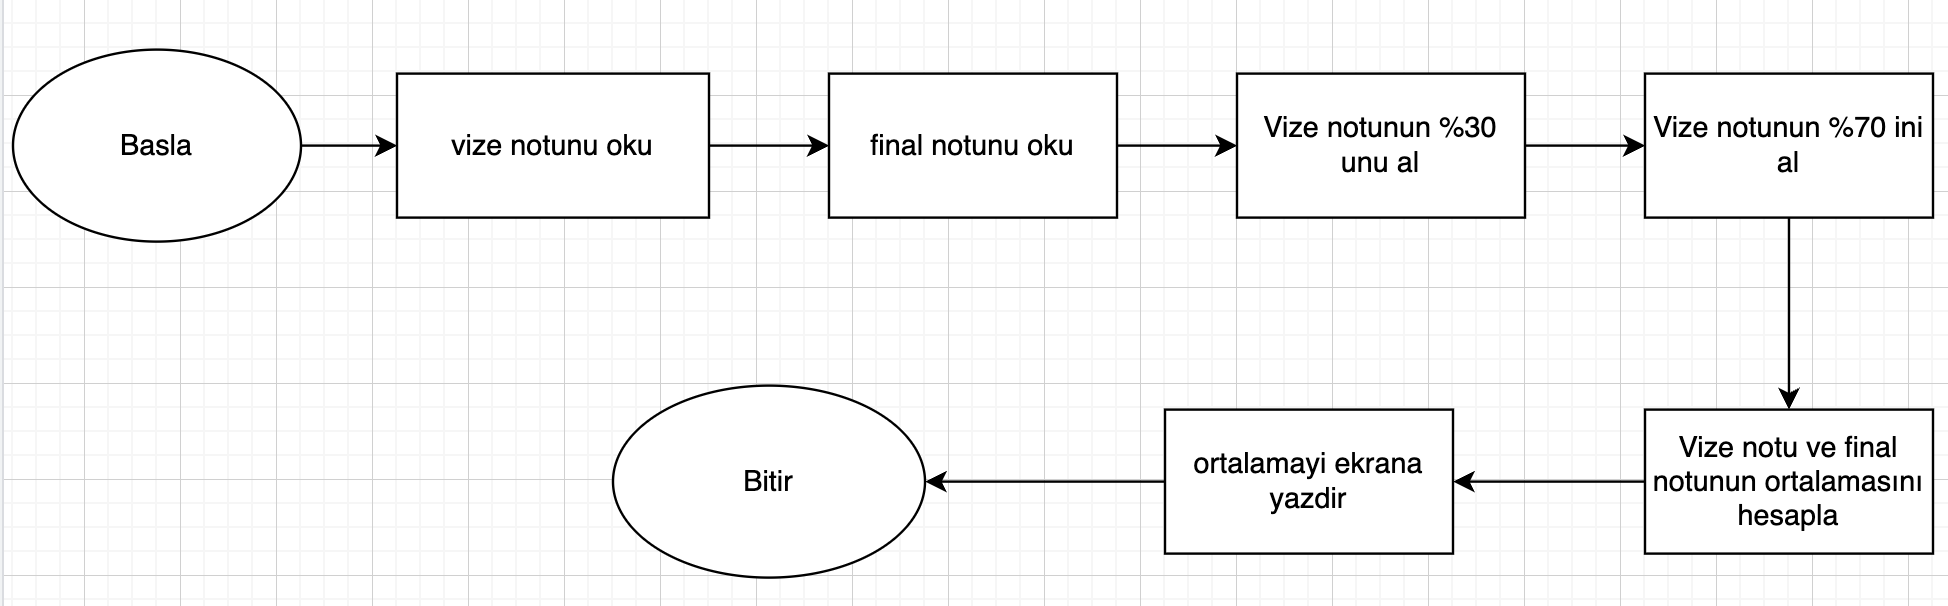 Basla
vize notunu oku
final notunu oku
Vize notunun %30
unu al
Vize notunun %70 ini
al
Vize notu ve final
notunun ortalamasını
hesapla
ortalamayi ekrana
yazdir
Bitir